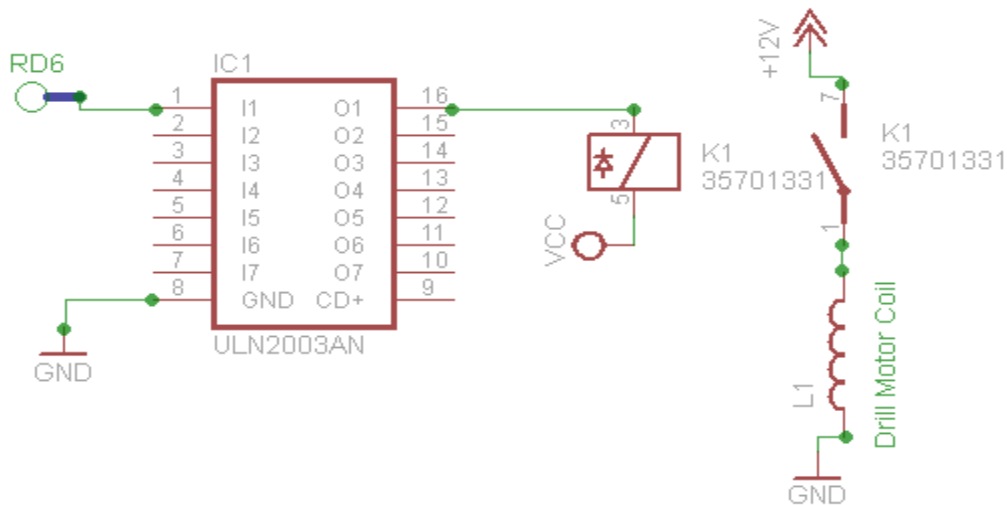 RD6
IC1
1 I1 O1 16
2 I2 O2 15
3 I3 O3 14
4 I4 O4 13
5 I5 O5 12
6 I6 O6 11
7 I7 O7 10
8 GND CD+ 9
ULN2003AN
GND
3
5
K1
35701331
VCC
+12V
7
1
K1
35701331
L1
Drill Motor Coil
GND